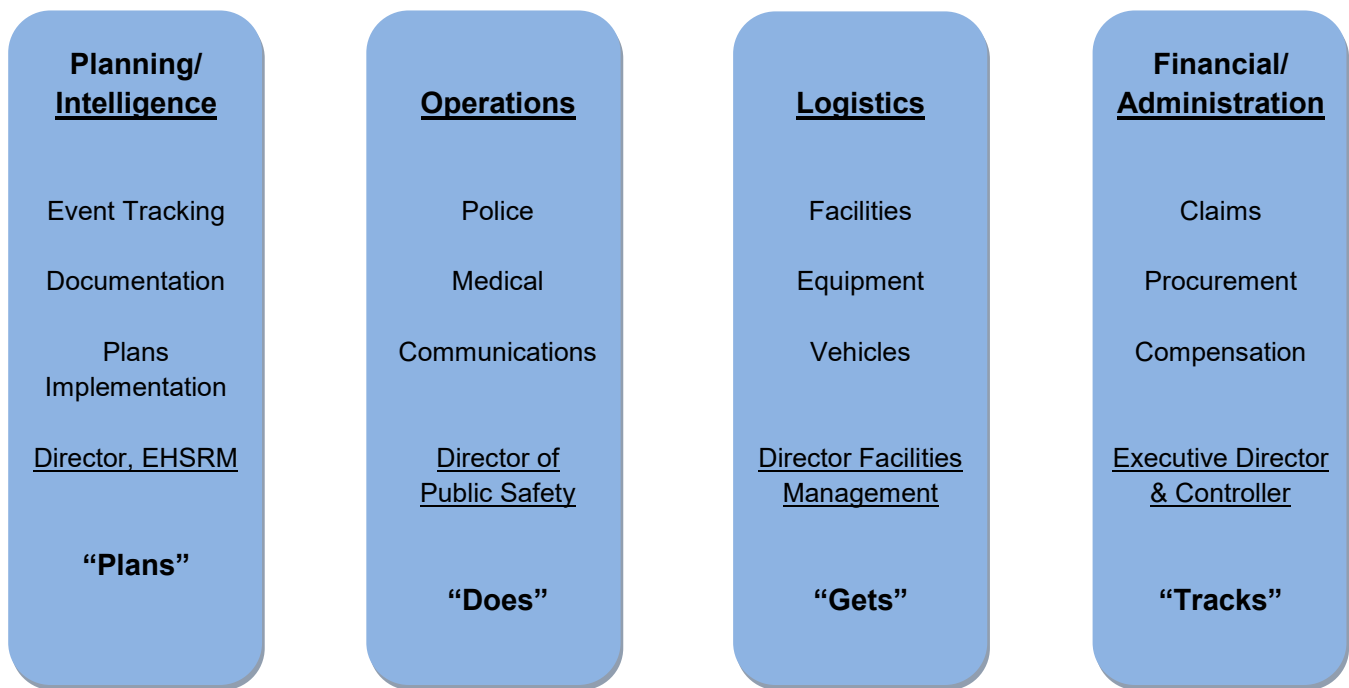 Planning/
Intelligence
Event Tracking
Documentation
Plans
Implementation
Director, EHSRM
“Plans”
Operations
Police
Medical
Communications
Director of
Public Safety
“Does”
Logistics
Facilities
Equipment
Vehicles
Director Facilities
Management
“Gets”
Financial/
Administration
Claims
Procurement
Compensation
Executive Director
& Controller
“Tracks”